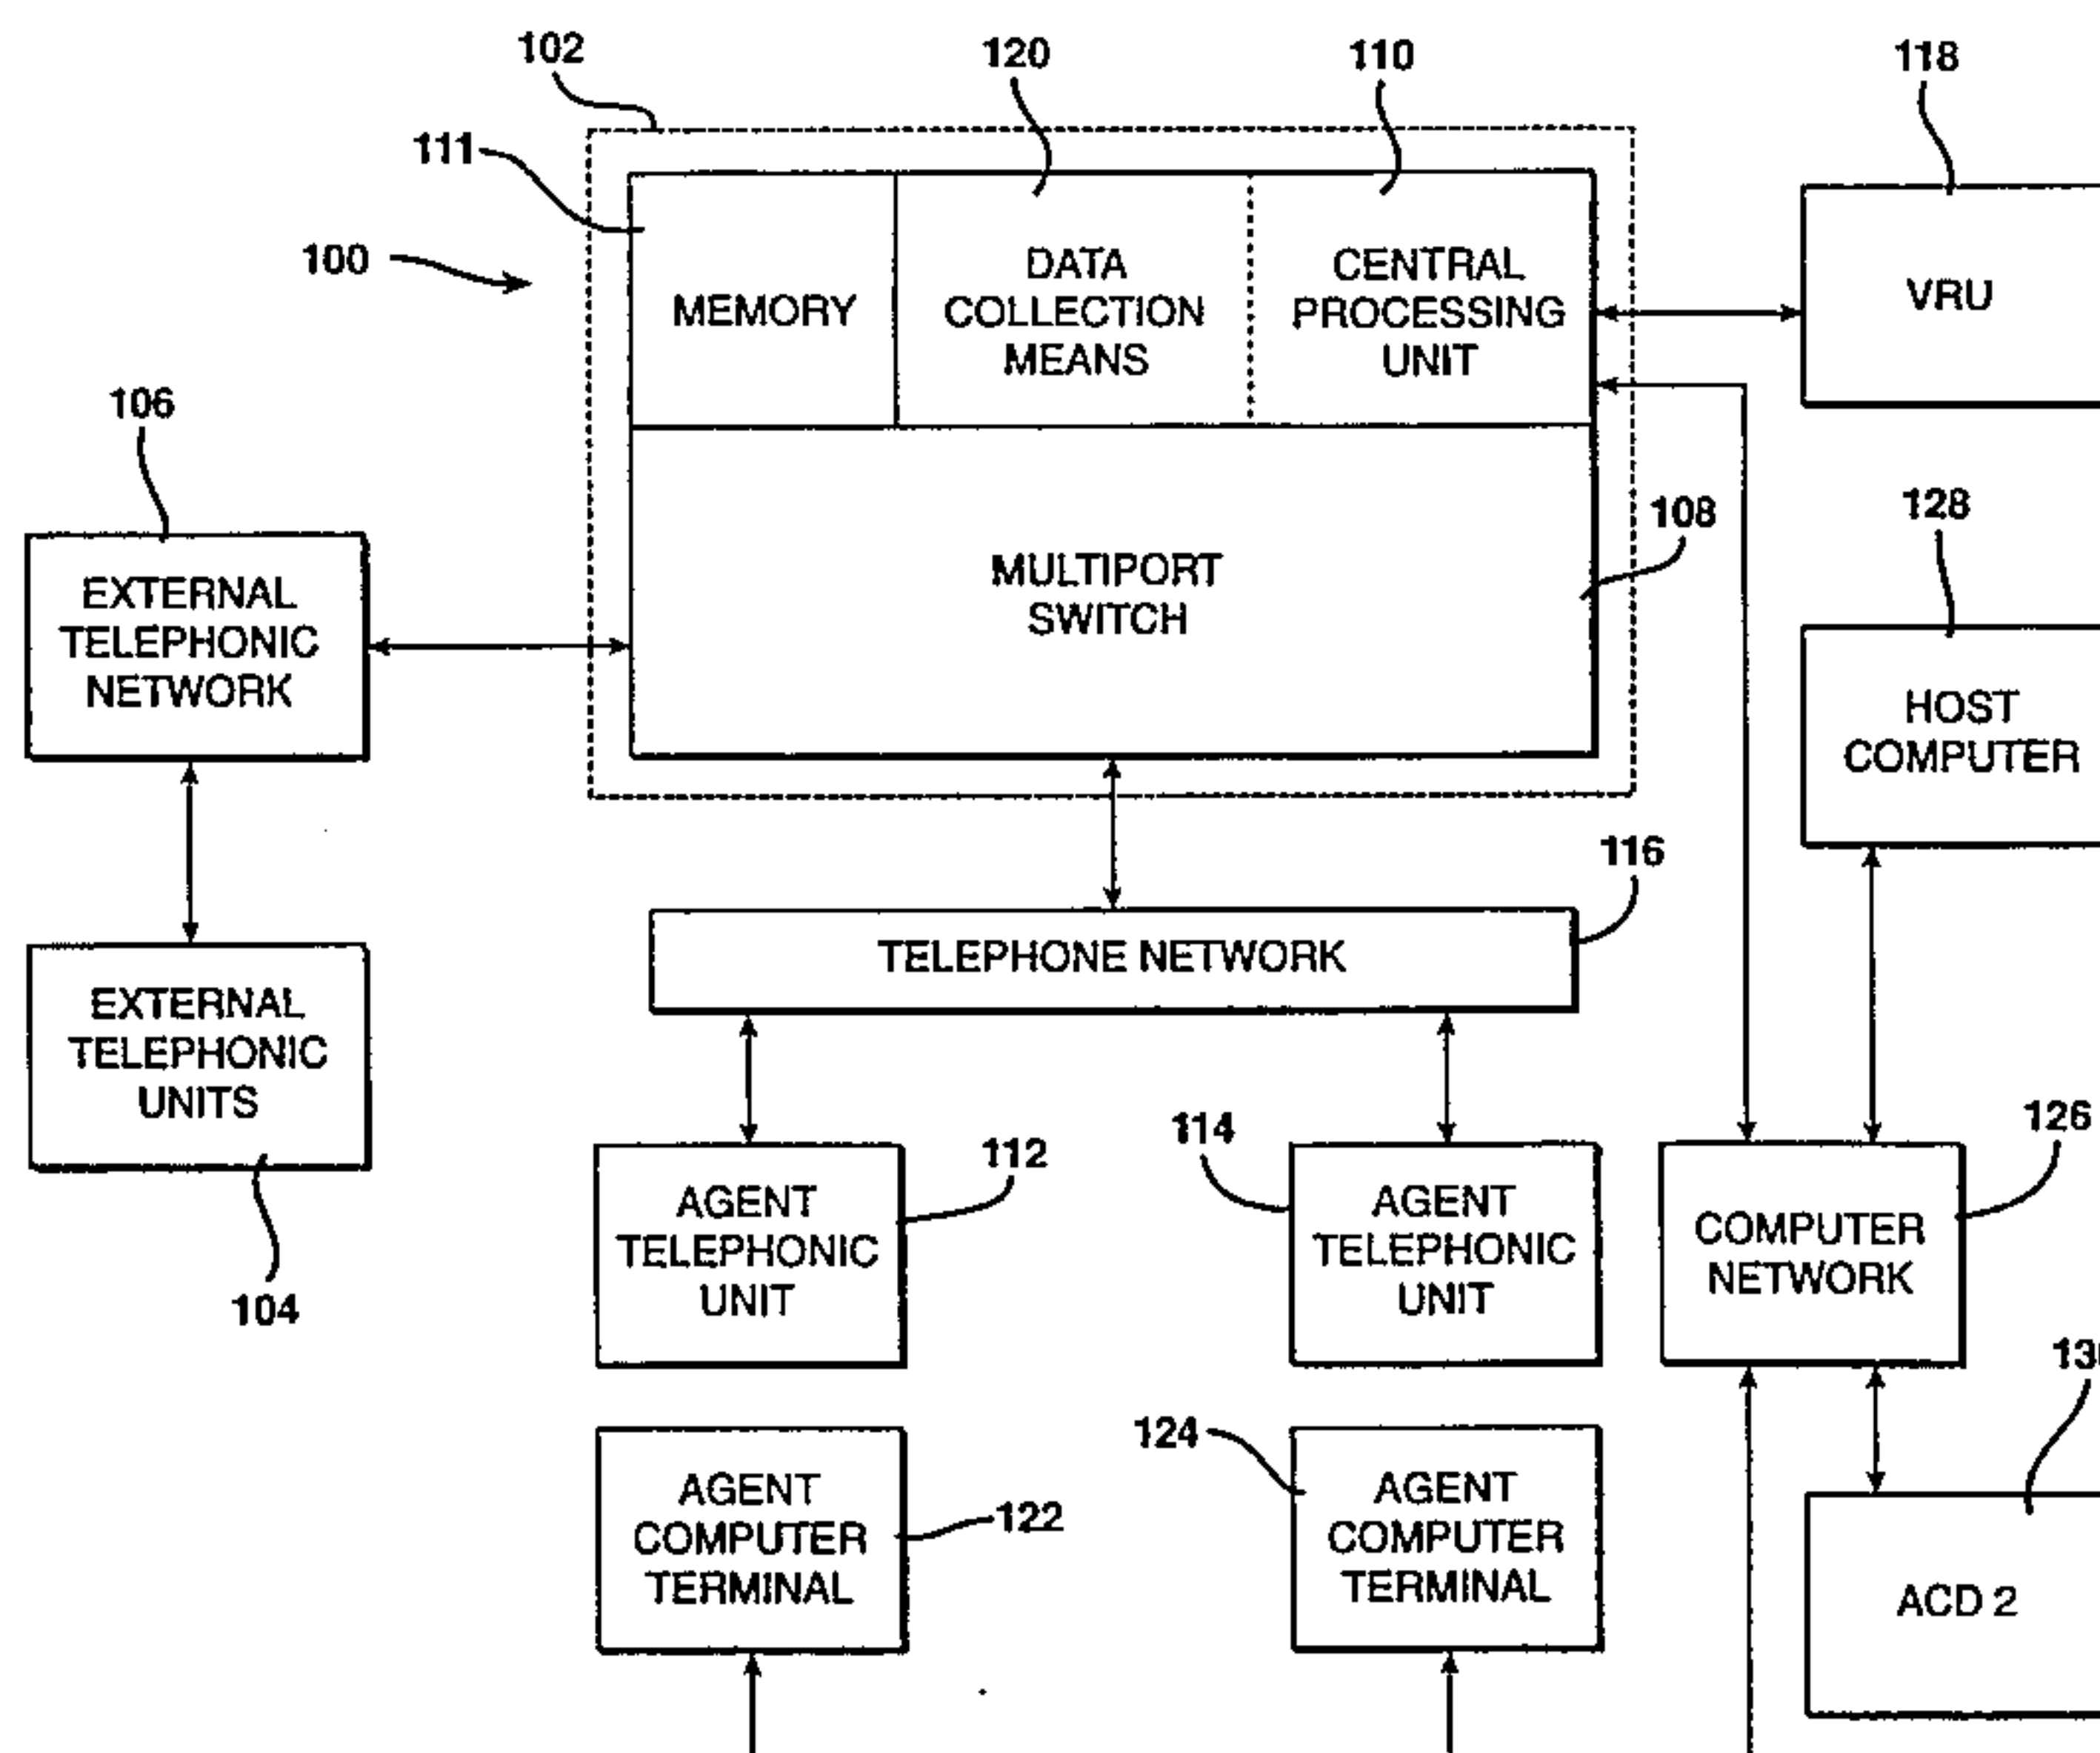 102
120
110
118
111
100
MEMORY
DATA
COLLECTION
MEANS
CENTRAL
PROCESSING
UNIT
VRU
106
108
128
EXTERNAL
TELEPHONIC
NETWORK
MULTIPORT
SWITCH
HOST
COMPUTER
116
TELEPHONE NETWORK
EXTERNAL
TELEPHONIC
UNITS
104
112
114
126
AGENT
TELEPHONIC
UNIT
AGENT
TELEPHONIC
UNIT
COMPUTER
NETWORK
122
124
AGENT
COMPUTER
TERMINAL
AGENT
COMPUTER
TERMINAL
ACD 2